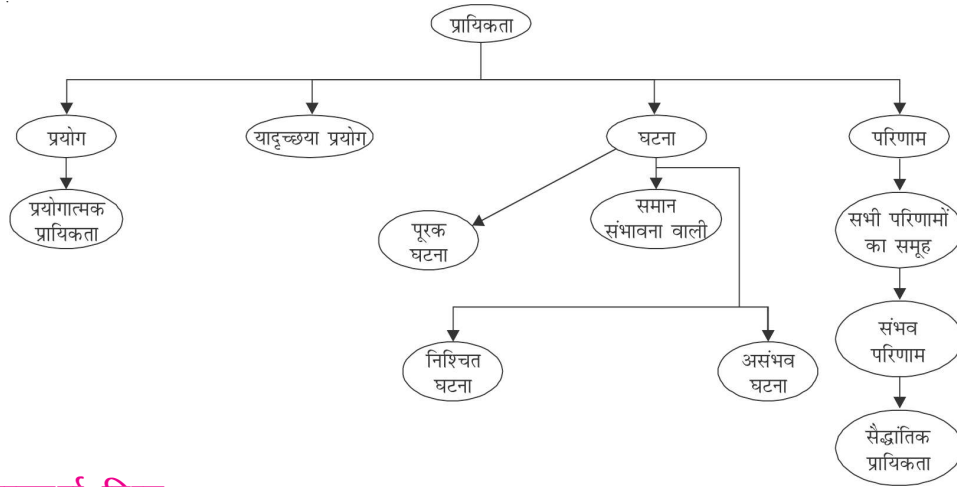 प्रायिकता
प्रयोग
यादृच्छया प्रयोग
घटना
परिणाम
प्रयोगात्मक
प्रायिकता
पूरक
घटना
समान
संभावना वाली
सभी परिणामों
का समूह
निश्चित
घटना
असंभव
घटना
संभव
परिणाम
सैद्धांतिक
प्रायिकता